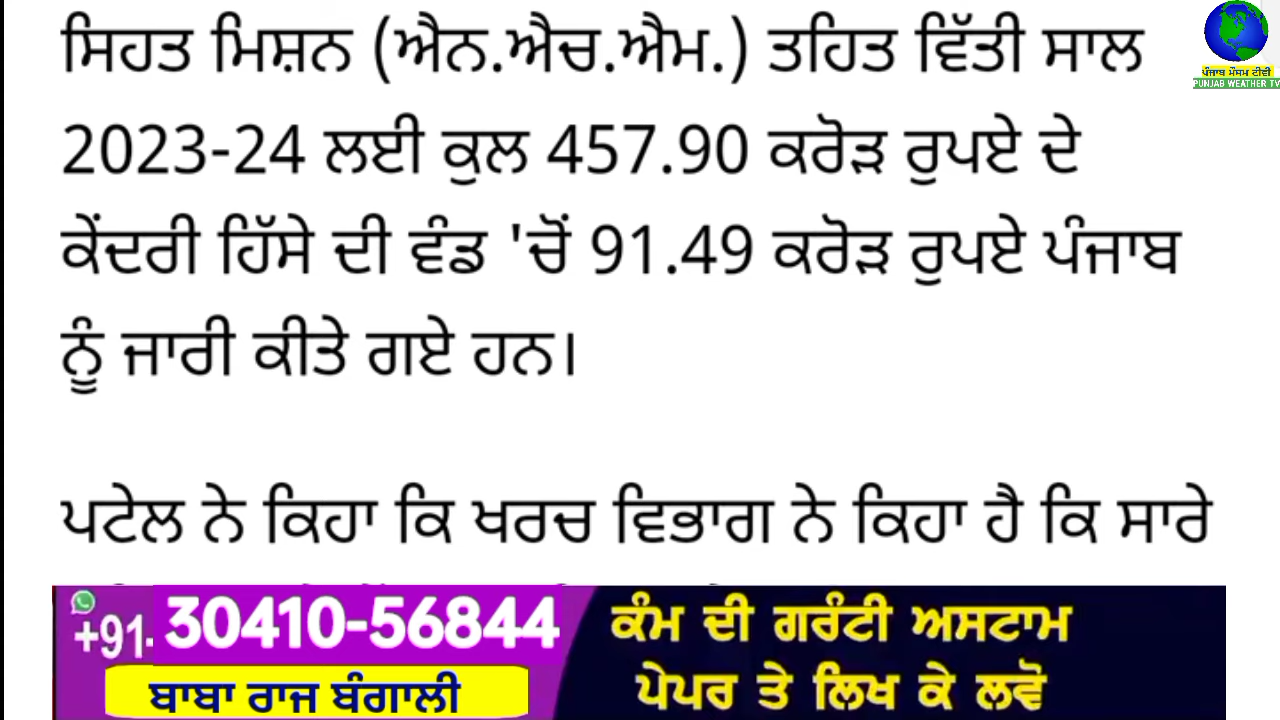 ਸਿਹਤ ਮਿਸ਼ਨ (ਐਨ.ਐਚ.ਐਮ.) ਤਹਿਤ ਵਿੱਤੀ ਸਾਲ
2023-24 ਲਈ ਕੁਲ 457.90 ਕਰੋੜ ਰੁਪਏ ਦੇ
ਕੇਂਦਰੀ ਹਿੱਸੇ ਦੀ ਵੰਡ 'ਚੋਂ 91.49 ਕਰੋੜ ਰੁਪਏ ਪੰਜਾਬ
ਨੂੰ ਜਾਰੀ ਕੀਤੇ ਗਏ ਹਨ।
ਪਟੇਲ ਨੇ ਕਿਹਾ ਕਿ ਖਰਚ ਵਿਭਾਗ ਨੇ ਕਿਹਾ ਹੈ ਕਿ ਸਾਰੇ
ਪੰਜਾਬ ਮੌਸਮ ਟੀਵੀ
PUNJAB WEATHER TV
+91. 30410-56844
ਬਾਬਾ ਰਾਜ ਬੰਗਾਲੀ
ਕੰਮ ਦੀ ਗਰੰਟੀ ਅਸਟਾਮ
ਪੇਪਰ ਤੇ ਲਿਖ ਕੇ ਲਵੋ